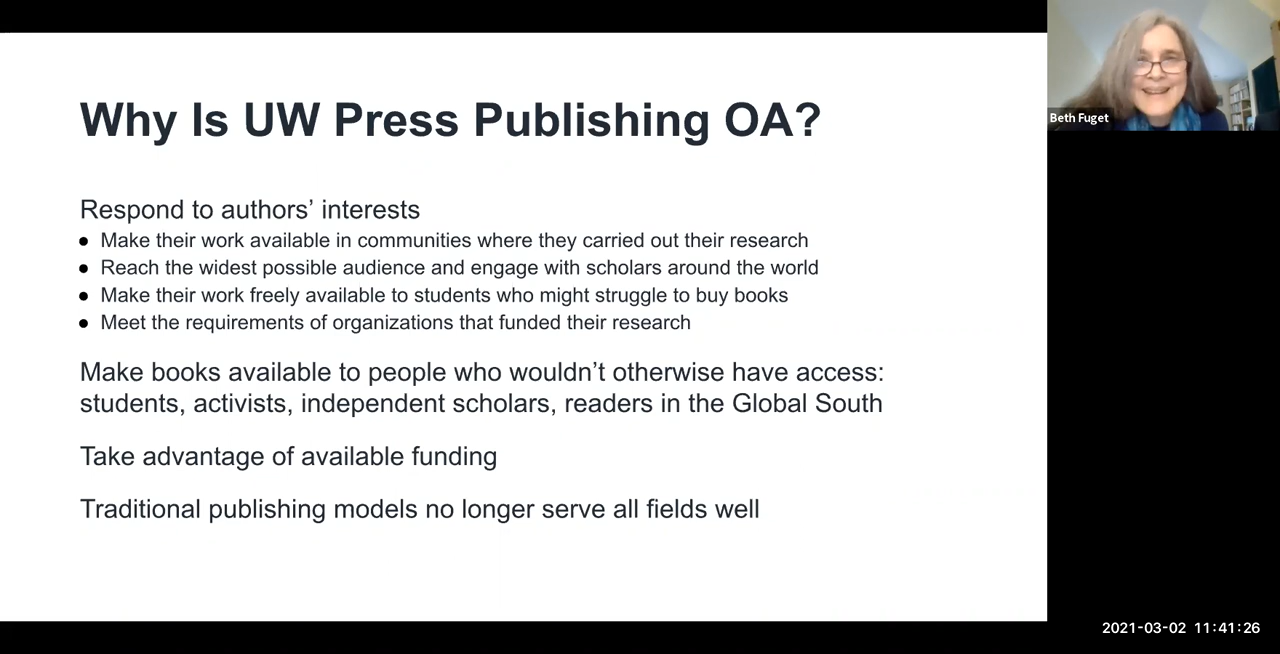 Why Is UW Press Publishing OA?
Respond to authors’ interests
● Make their work available in communities where they carried out their research
● Reach the widest possible audience and engage with scholars around the world
● Make their work freely available to students who might struggle to buy books
● Meet the requirements of organizations that funded their research
Make books available to people who wouldn’t otherwise have access:
students, activists, independent scholars, readers in the Global South
Take advantage of available funding
Traditional publishing models no longer serve all fields well
Beth Fuget
2021-03-02 11:41:26